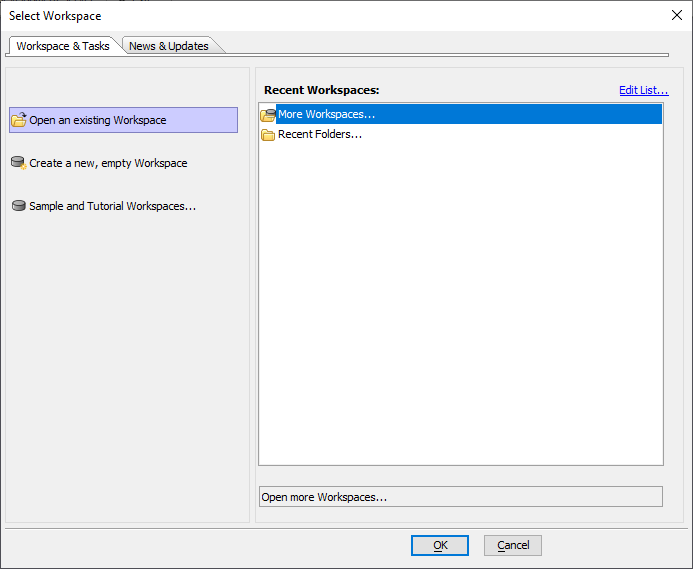 Select Workspace
Workspace & Tasks
News & Updates
Recent Workspaces:
Edit List...
Open an existing Workspace
Create a new, empty Workspace
Sample and Tutorial Workspaces...
More Workspaces...
Recent Folders...
Open more Workspaces...
OK
Cancel